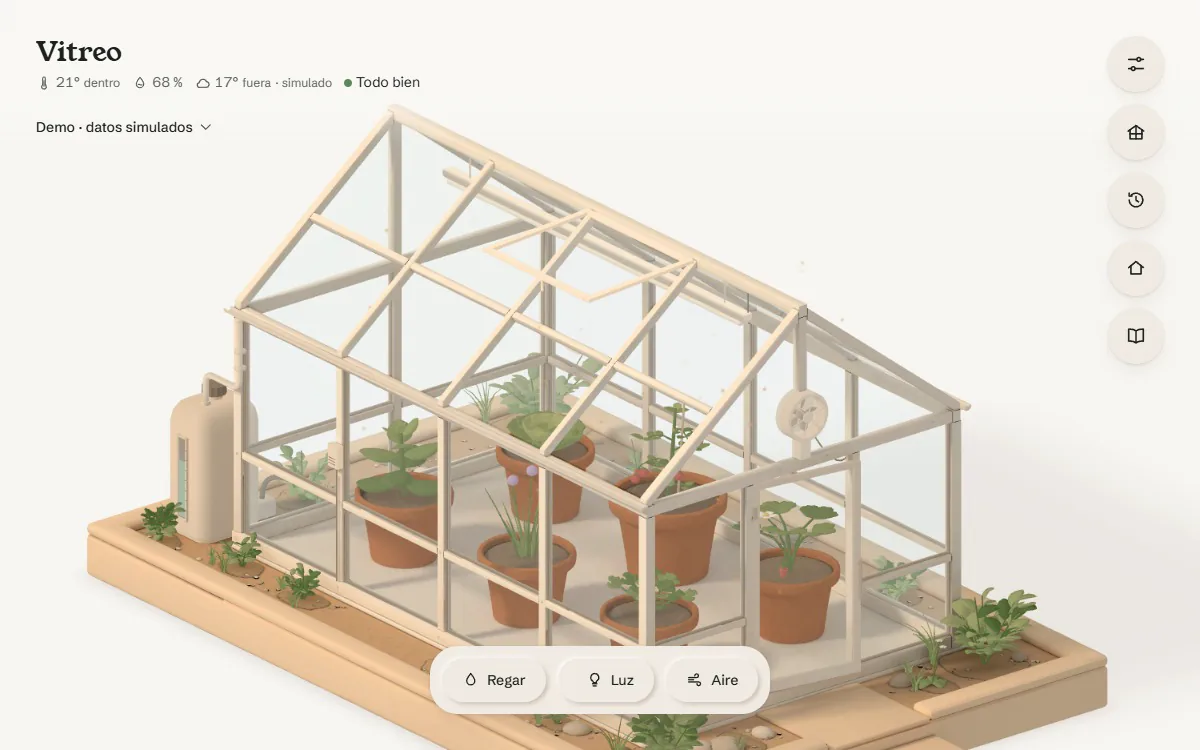 Vitreo
21° dentro 68 % 17° fuera · simulado Todo bien
Demo · datos simulados
Regar Luz Aire